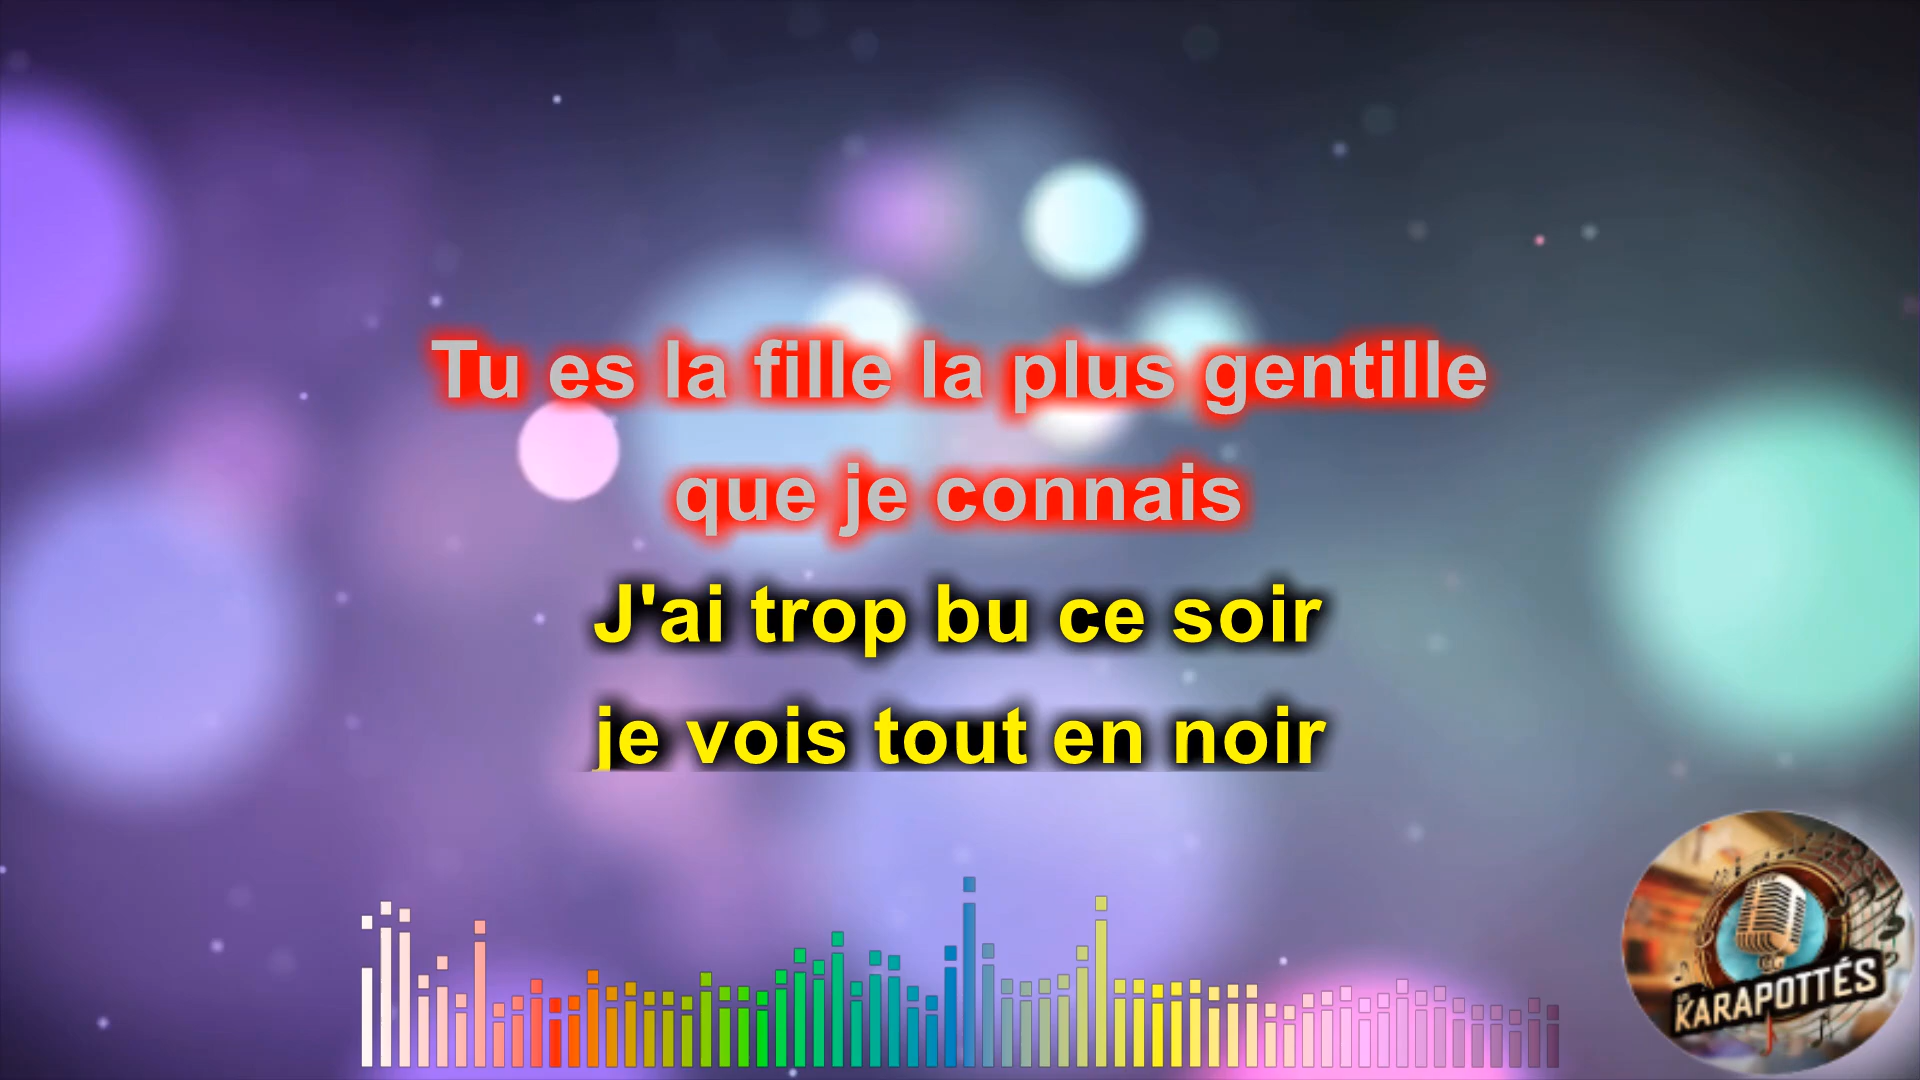 Tu es la fille la plus gentille
que je connais
J'ai trop bu ce soir
je vois tout en noir
KARAPOTTÉS